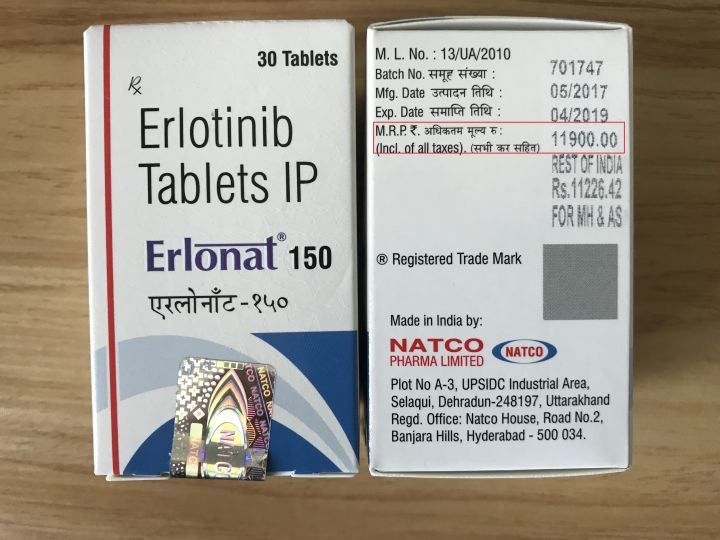 30 Tablets
Rx
Erlotinib
Tablets IP
Erlonat® 150
एरलोनाँट-१५०
NATCO
NATCO
NATCO
M. L. No. : 13/UA/2010
Batch No. समूह संख्या : 701747
Mfg. Date उत्पादन तिथि : 05/2017
Exp. Date समाप्ति तिथि : 04/2019
M.R.P. ₹. अधिकतम मूल्य रु :
(Incl. of all taxes). (सभी कर सहित) 11900.00
REST OF INDIA
Rs.11226.42
FOR MH & AS
® Registered Trade Mark
Made in India by:
NATCO
PHARMA LIMITED
NATCO
Plot No A-3, UPSIDC Industrial Area,
Selaqui, Dehradun-248197, Uttarakhand
Regd. Office: Natco House, Road No.2,
Banjara Hills, Hyderabad - 500 034.